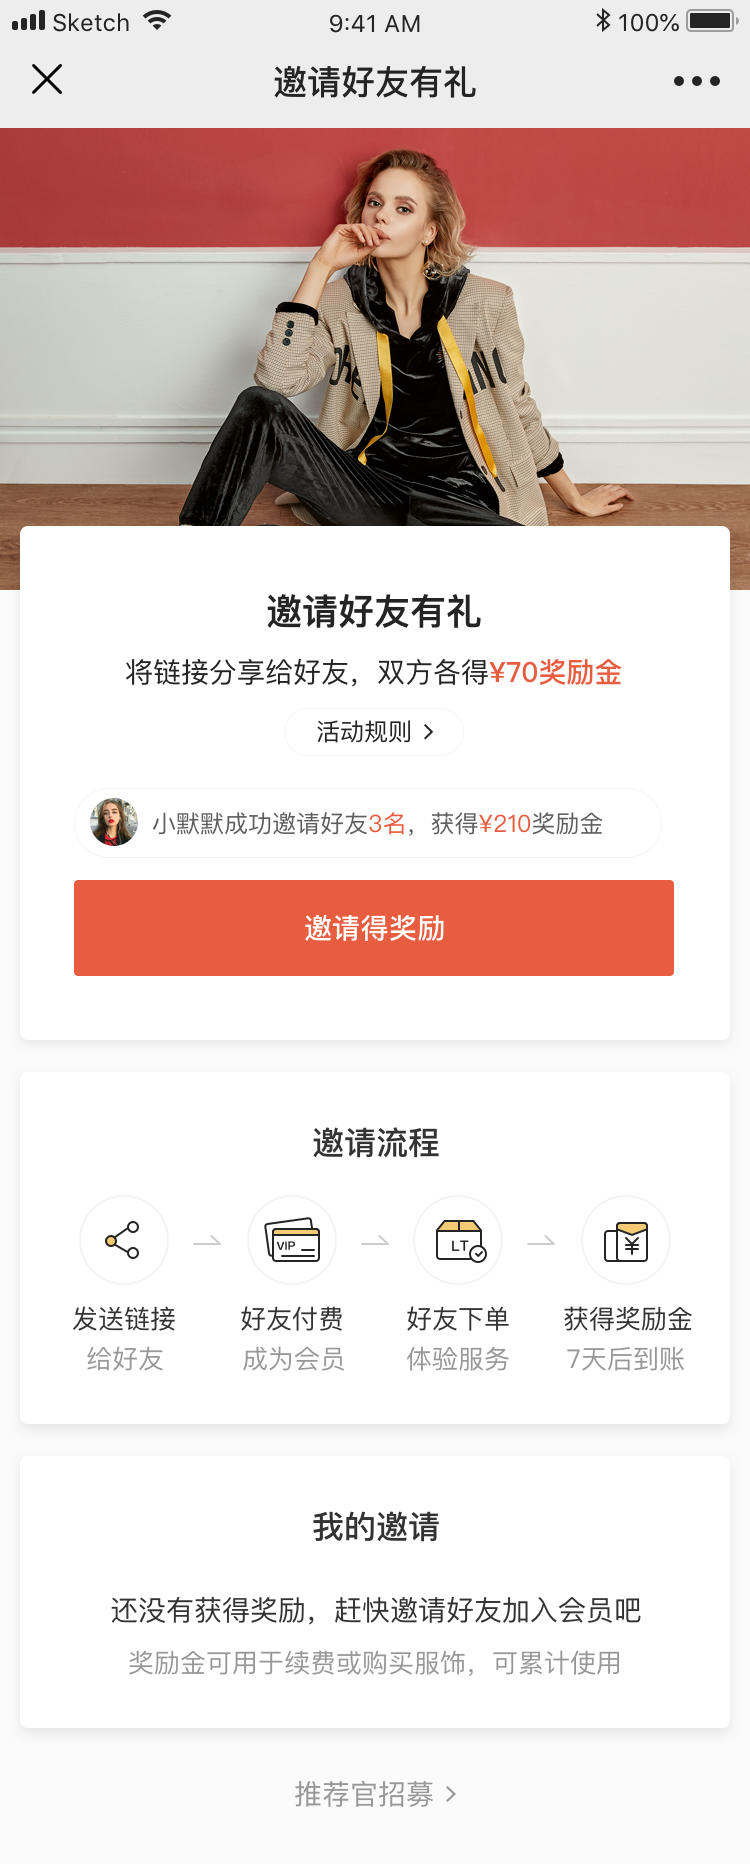 Sketch 9:41 AM 100%
邀请好友有礼
邀请好友有礼
将链接分享给好友，双方各得¥70奖励金
活动规则
小默默成功邀请好友3名，获得¥210奖励金
邀请得奖励
邀请流程
VIP LT
发送链接 好友付费 好友下单 获得奖励金
给好友 成为会员 体验服务 7天后到账
我的邀请
还没有获得奖励，赶快邀请好友加入会员吧
奖励金可用于续费或购买服饰，可累计使用
推荐官招募